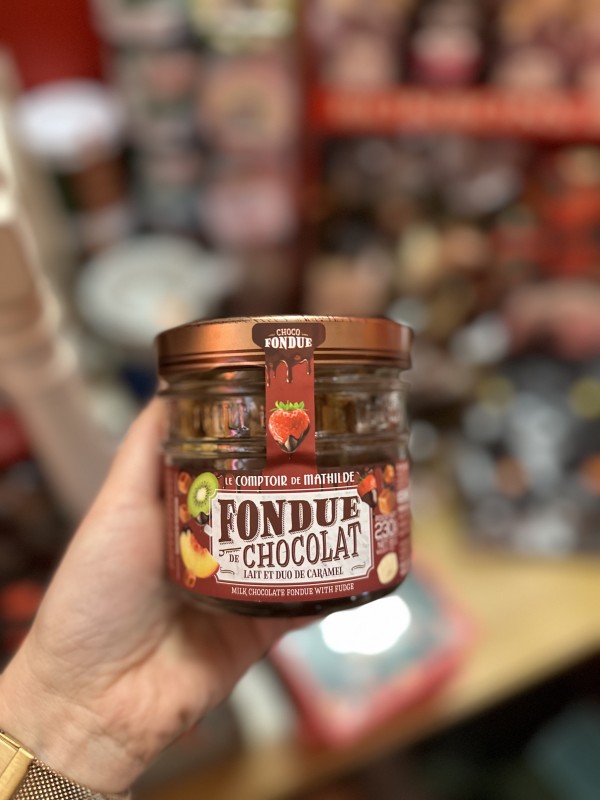 CHOCO
FONDUE
LE COMPTOIR DE MATHILDE
FONDUE
DE CHOCOLAT
LAIT ET DUO DE CARAMEL
MILK CHOCOLATE FONDUE WITH FUDGE
230